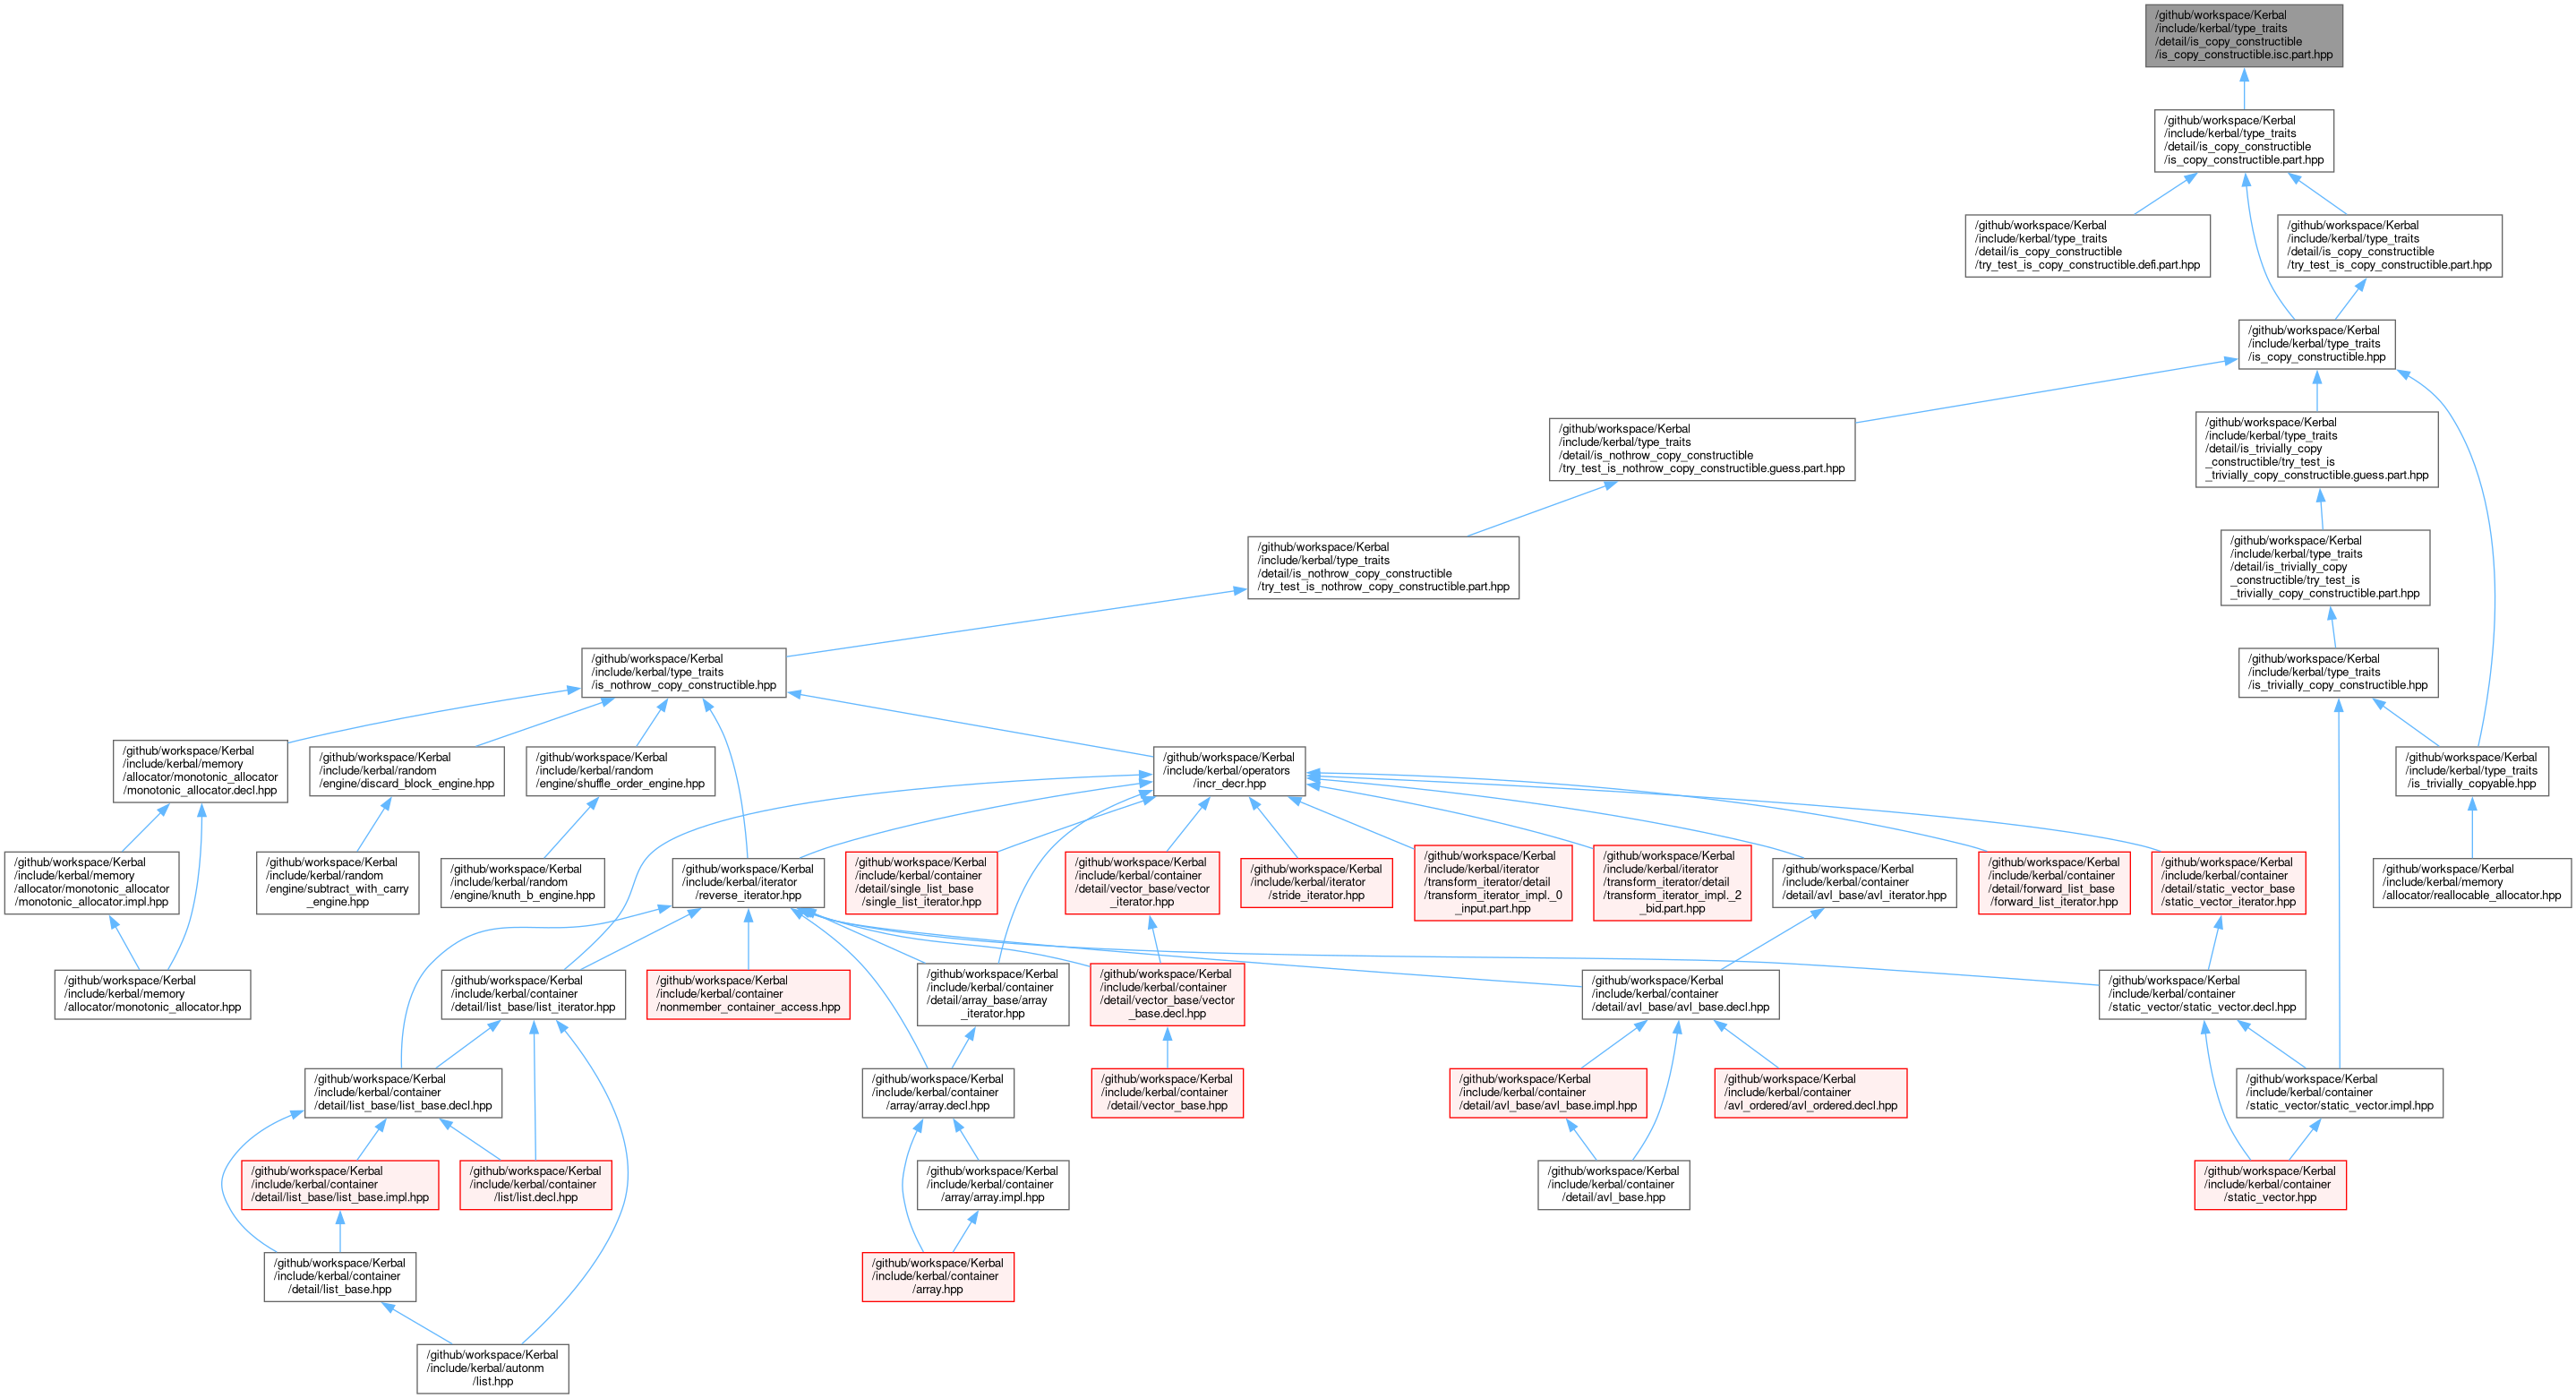 /github/workspace/Kerbal
/include/kerbal/type_traits
/detail/is_copy_constructible
/is_copy_constructible.isc.part.hpp
/github/workspace/Kerbal
/include/kerbal/type_traits
/detail/is_copy_constructible
/is_copy_constructible.part.hpp
/github/workspace/Kerbal
/include/kerbal/type_traits
/detail/is_copy_constructible
/try_test_is_copy_constructible.defi.part.hpp
/github/workspace/Kerbal
/include/kerbal/type_traits
/detail/is_copy_constructible
/try_test_is_copy_constructible.part.hpp
/github/workspace/Kerbal
/include/kerbal/type_traits
/is_copy_constructible.hpp
/github/workspace/Kerbal
/include/kerbal/type_traits
/detail/is_nothrow_copy_constructible
/try_test_is_nothrow_copy_constructible.guess.part.hpp
/github/workspace/Kerbal
/include/kerbal/type_traits
/detail/is_trivially_copy
_constructible/try_test_is
_trivially_copy_constructible.guess.part.hpp
/github/workspace/Kerbal
/include/kerbal/type_traits
/detail/is_nothrow_copy_constructible
/try_test_is_nothrow_copy_constructible.part.hpp
/github/workspace/Kerbal
/include/kerbal/type_traits
/detail/is_trivially_copy
_constructible/try_test_is
_trivially_copy_constructible.part.hpp
/github/workspace/Kerbal
/include/kerbal/type_traits
/is_nothrow_copy_constructible.hpp
/github/workspace/Kerbal
/include/kerbal/type_traits
/is_trivially_copy_constructible.hpp
/github/workspace/Kerbal
/include/kerbal/memory
/allocator/monotonic_allocator
/monotonic_allocator.decl.hpp
/github/workspace/Kerbal
/include/kerbal/random
/engine/discard_block_engine.hpp
/github/workspace/Kerbal
/include/kerbal/random
/engine/shuffle_order_engine.hpp
/github/workspace/Kerbal
/include/kerbal/operators
/incr_decr.hpp
/github/workspace/Kerbal
/include/kerbal/type_traits
/is_trivially_copyable.hpp
/github/workspace/Kerbal
/include/kerbal/memory
/allocator/monotonic_allocator
/monotonic_allocator.impl.hpp
/github/workspace/Kerbal
/include/kerbal/random
/engine/subtract_with_carry
_engine.hpp
/github/workspace/Kerbal
/include/kerbal/random
/engine/knuth_b_engine.hpp
/github/workspace/Kerbal
/include/kerbal/iterator
/reverse_iterator.hpp
/github/workspace/Kerbal
/include/kerbal/container
/detail/single_list_base
/single_list_iterator.hpp
/github/workspace/Kerbal
/include/kerbal/container
/detail/vector_base/vector
_iterator.hpp
/github/workspace/Kerbal
/include/kerbal/iterator
/stride_iterator.hpp
/github/workspace/Kerbal
/include/kerbal/iterator
/transform_iterator/detail
/transform_iterator_impl._0
_input.part.hpp
/github/workspace/Kerbal
/include/kerbal/iterator
/transform_iterator/detail
/transform_iterator_impl._2
_bid.part.hpp
/github/workspace/Kerbal
/include/kerbal/container
/detail/avl_base/avl_iterator.hpp
/github/workspace/Kerbal
/include/kerbal/container
/detail/forward_list_base
/forward_list_iterator.hpp
/github/workspace/Kerbal
/include/kerbal/container
/detail/static_vector_base
/static_vector_iterator.hpp
/github/workspace/Kerbal
/include/kerbal/memory
/allocator/reallocable_allocator.hpp
/github/workspace/Kerbal
/include/kerbal/memory
/allocator/monotonic_allocator.hpp
/github/workspace/Kerbal
/include/kerbal/container
/detail/list_base/list_iterator.hpp
/github/workspace/Kerbal
/include/kerbal/container
/nonmember_container_access.hpp
/github/workspace/Kerbal
/include/kerbal/container
/detail/array_base/array
_iterator.hpp
/github/workspace/Kerbal
/include/kerbal/container
/detail/vector_base/vector
_base.decl.hpp
/github/workspace/Kerbal
/include/kerbal/container
/detail/avl_base/avl_base.decl.hpp
/github/workspace/Kerbal
/include/kerbal/container
/static_vector/static_vector.decl.hpp
/github/workspace/Kerbal
/include/kerbal/container
/detail/list_base/list_base.decl.hpp
/github/workspace/Kerbal
/include/kerbal/container
/array/array.decl.hpp
/github/workspace/Kerbal
/include/kerbal/container
/detail/vector_base.hpp
/github/workspace/Kerbal
/include/kerbal/container
/detail/avl_base/avl_base.impl.hpp
/github/workspace/Kerbal
/include/kerbal/container
/avl_ordered/avl_ordered.decl.hpp
/github/workspace/Kerbal
/include/kerbal/container
/static_vector/static_vector.impl.hpp
/github/workspace/Kerbal
/include/kerbal/container
/detail/list_base/list_base.impl.hpp
/github/workspace/Kerbal
/include/kerbal/container
/list/list.decl.hpp
/github/workspace/Kerbal
/include/kerbal/container
/array/array.impl.hpp
/github/workspace/Kerbal
/include/kerbal/container
/detail/avl_base.hpp
/github/workspace/Kerbal
/include/kerbal/container
/static_vector.hpp
/github/workspace/Kerbal
/include/kerbal/container
/detail/list_base.hpp
/github/workspace/Kerbal
/include/kerbal/container
/array.hpp
/github/workspace/Kerbal
/include/kerbal/autonm
/list.hpp